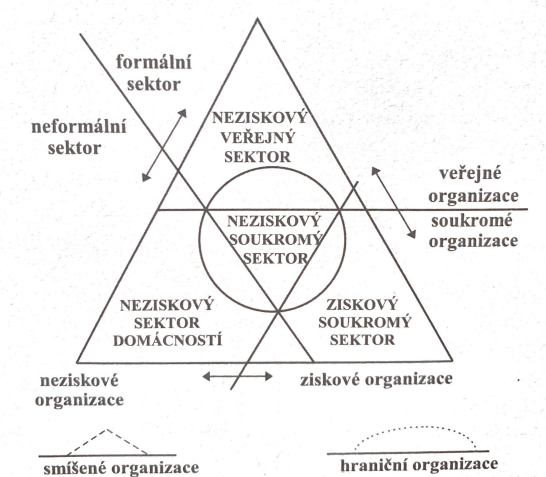 formální
sektor
neformální
sektor
NEZISKOVÝ
VEŘEJNÝ
SEKTOR
veřejné
organizace
soukromé
organizace
NEZISKOVÝ
SOUKROMÝ
SEKTOR
NEZISKOVÝ
SEKTOR
DOMÁCNOSTÍ
ZISKOVÝ
SOUKROMÝ
SEKTOR
neziskové
organizace
ziskové organizace
smíšené organizace
hraniční organizace